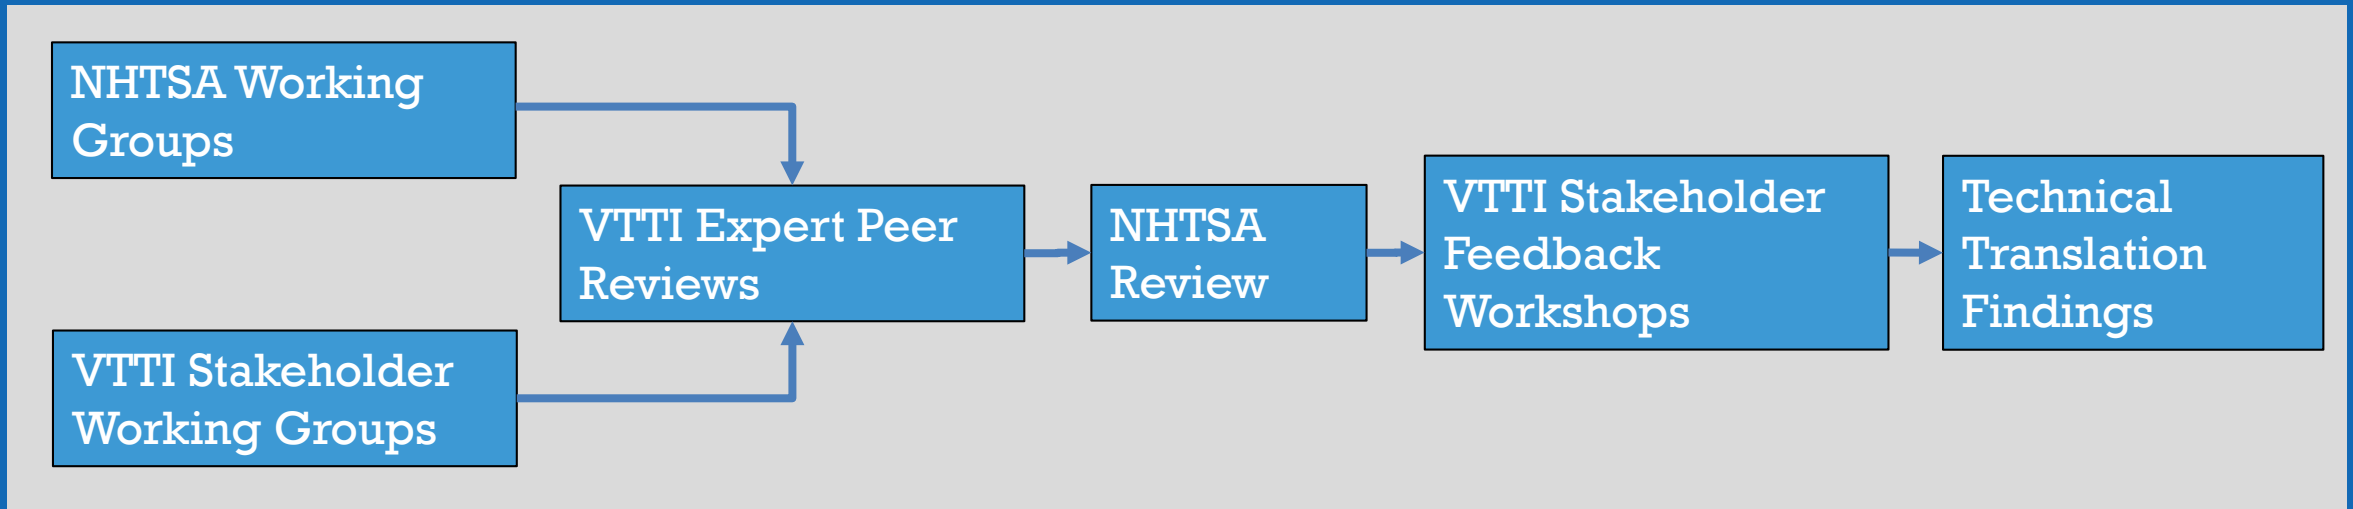 NHTSA Working
Groups
VTTI Stakeholder
Working Groups
VTTI Expert Peer
Reviews
NHTSA
Review
VTTI Stakeholder
Feedback
Workshops
Technical
Translation
Findings